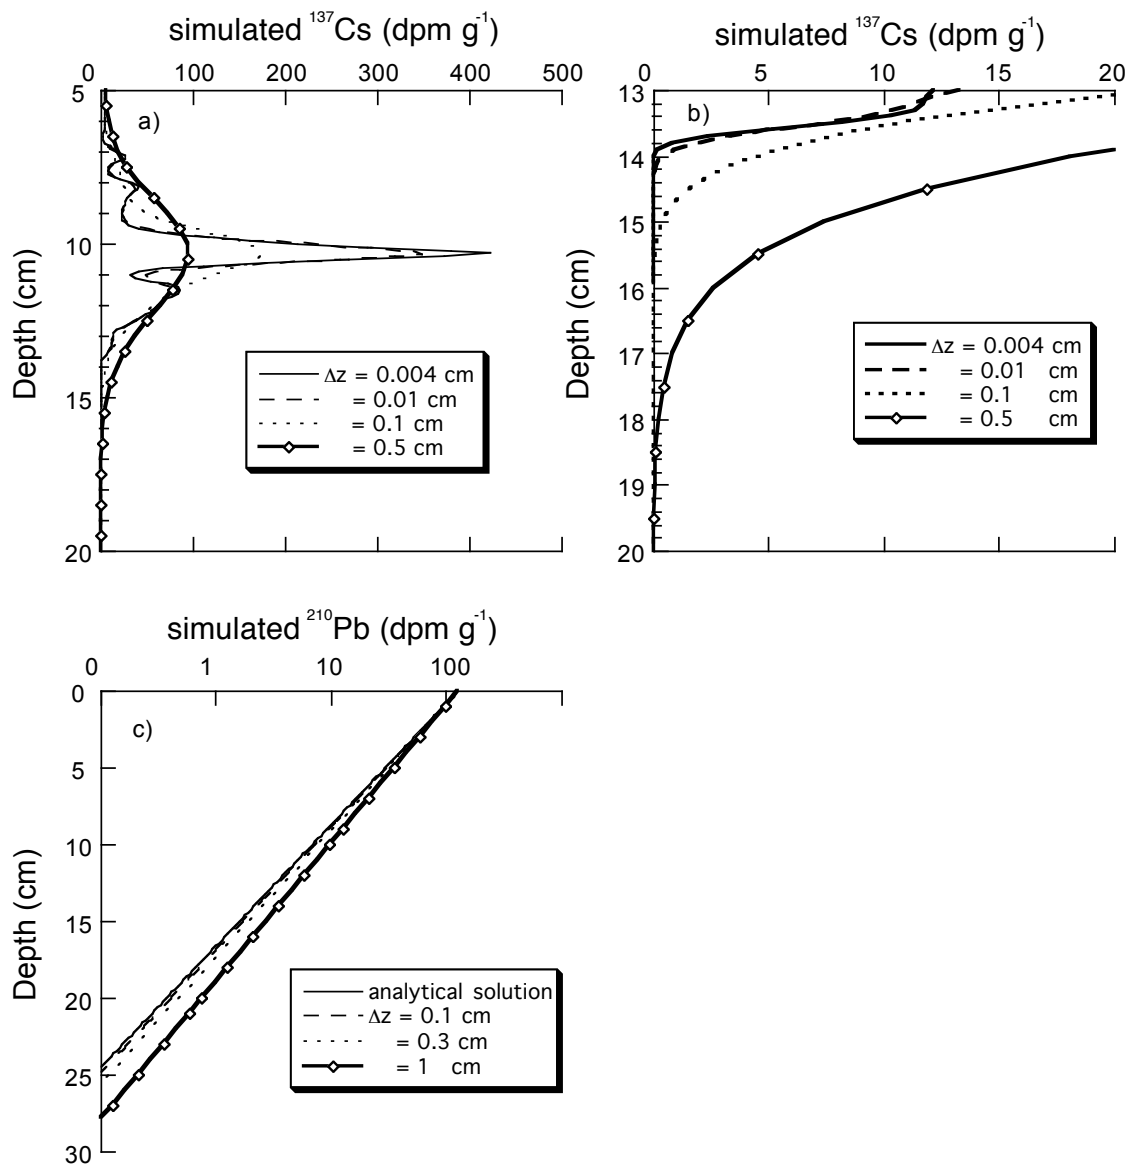 simulated ¹³⁷Cs (dpm g⁻¹)
0 100 200 300 400 500
5
10
15
20
Depth (cm)
a)
Δz = 0.004 cm
= 0.01 cm
= 0.1 cm
= 0.5 cm
simulated ¹³⁷Cs (dpm g⁻¹)
0 5 10 15 20
13
14
15
16
17
18
19
20
Depth (cm)
b)
Δz = 0.004 cm
= 0.01 cm
= 0.1 cm
= 0.5 cm
simulated ²¹⁰Pb (dpm g⁻¹)
0 1 10 100
0
5
10
15
20
25
30
Depth (cm)
c)
analytical solution
Δz = 0.1 cm
= 0.3 cm
= 1 cm